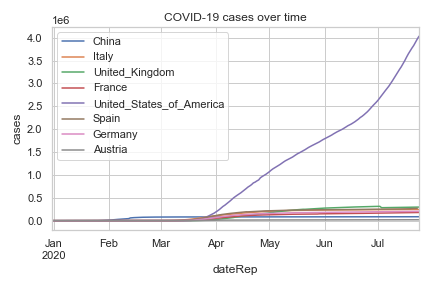 COVID-19 cases over time
1e6
4.0
3.5
3.0
2.5
2.0
1.5
1.0
0.5
0.0
cases
China
Italy
United_Kingdom
France
United_States_of_America
Spain
Germany
Austria
Jan Feb Mar Apr May Jun Jul
2020
dateRep